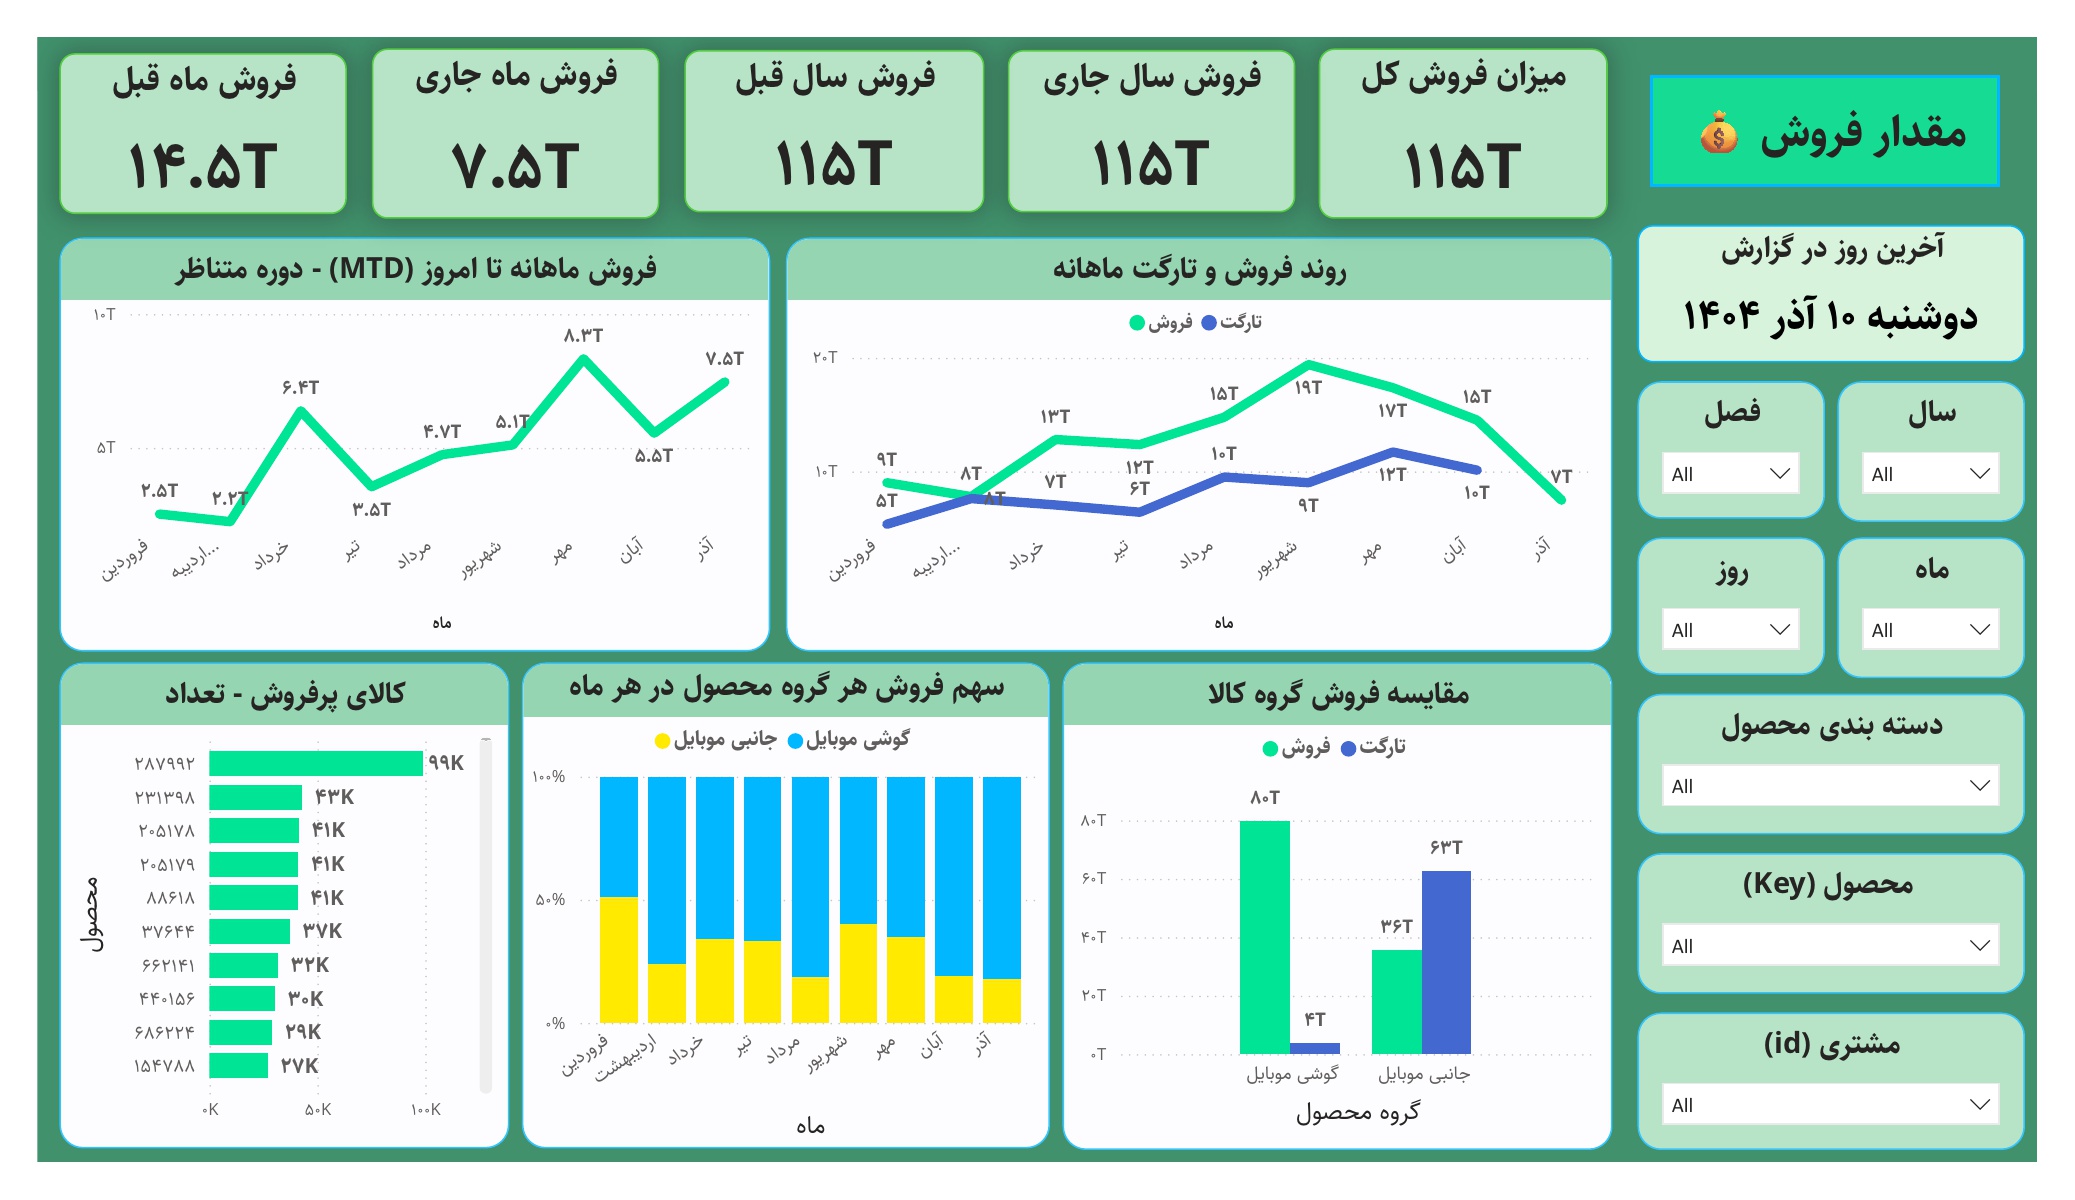 مقدار فروش 💰
میزان فروش کل
۱۱۵T
فروش سال جاری
۱۱۵T
فروش سال قبل
۱۱۵T
فروش ماه جاری
۷.۵T
فروش ماه قبل
۱۴.۵T
آخرین روز در گزارش
دوشنبه ۱۰ آذر ۱۴۰۴
سال
All
فصل
All
ماه
All
روز
All
دسته بندی محصول
All
محصول (Key)
All
مشتری (id)
All
روند فروش و تارگت ماهانه
فروش تارگت
۲۰T
۱۰T
۹T
۸T
۱۳T
۱۲T
۱۵T
۱۹T
۱۷T
۱۵T
۷T
۵T
۸T
۷T
۶T
۱۰T
۹T
۱۲T
۱۰T
فروردین
اردیبه...
خرداد
تیر
مرداد
شهریور
مهر
آبان
آذر
ماه
فروش ماهانه تا امروز (MTD) - دوره متناظر
۱۰T
۵T
۲.۵T
۲.۲T
۶.۴T
۳.۵T
۴.۷T
۵.۱T
۸.۳T
۵.۵T
۷.۵T
فروردین
اردیبه...
خرداد
تیر
مرداد
شهریور
مهر
آبان
آذر
ماه
مقایسه فروش گروه کالا
فروش تارگت
۸۰T
۶۰T
۴۰T
۲۰T
۰T
۸۰T
۴T
۳۶T
۶۳T
گوشی موبایل
جانبی موبایل
گروه محصول
سهم فروش هر گروه محصول در هر ماه
جانبی موبایل گوشی موبایل
۱۰۰%
۵۰%
۰%
فروردین
اردیبهشت
خرداد
تیر
مرداد
شهریور
مهر
آبان
آذر
ماه
کالای پرفروش - تعداد
محصول
۲۸۷۹۹۲ ۹۹K
۲۳۱۳۹۸ ۴۳K
۲۰۵۱۷۸ ۴۱K
۲۰۵۱۷۹ ۴۱K
۸۸۶۱۸ ۴۱K
۳۷۶۴۴ ۳۷K
۶۶۲۱۴۱ ۳۲K
۴۴۰۱۵۶ ۳۰K
۶۸۶۲۲۴ ۲۹K
۱۵۴۷۸۸ ۲۷K
۰K ۵۰K ۱۰۰K